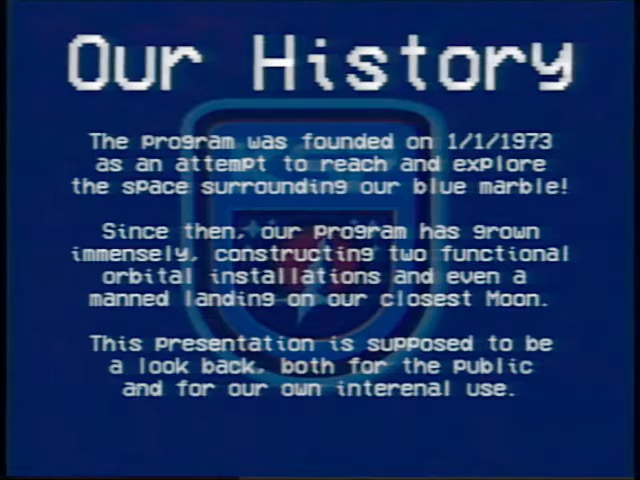 Our History
The Program was founded on 1/1/1973
as an attempt to reach and explore
the space surrounding our blue marble!
Since then, our program has grown
immensely, constructing two functional
orbital installations and even a
manned landing on our closest Moon.
This presentation is supposed to be
a look back, both for the public
and for our own interenal use.